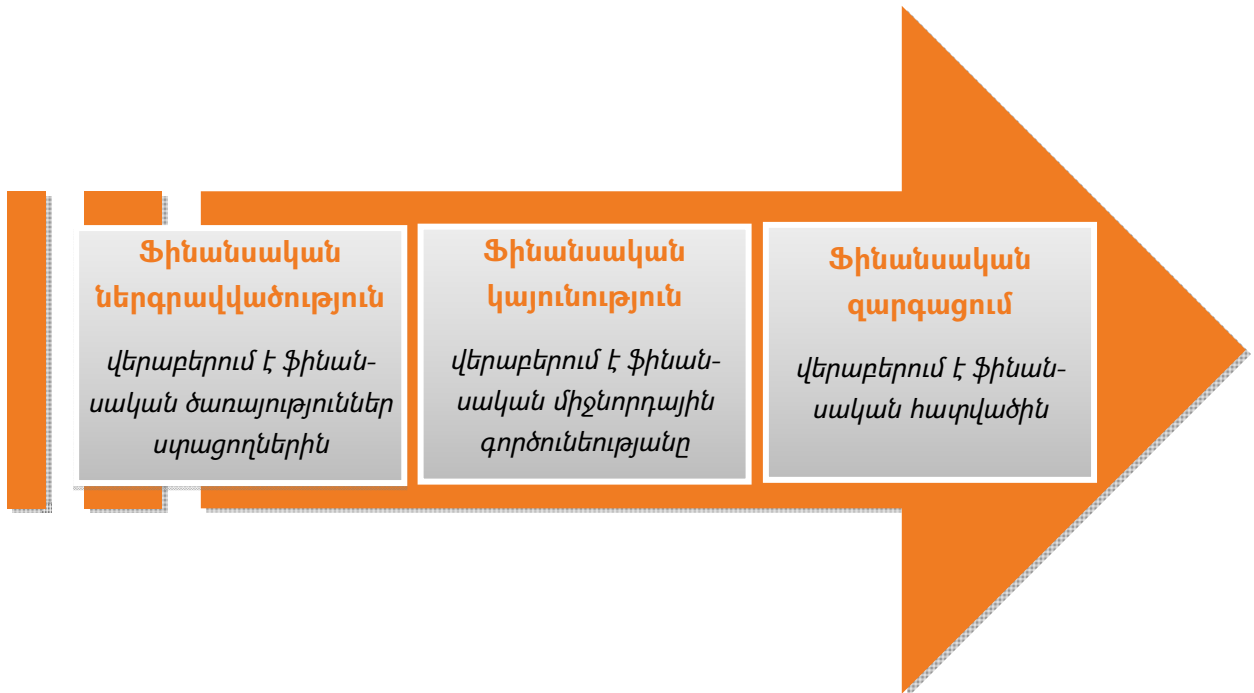 Ֆինանսական
ներգրավվածություն
վերաբերում է ֆինան-
սական ծառայություններ
ստացողներին
Ֆինանսական
կայունություն
վերաբերում է ֆինան-
սական միջնորդային
գործունեությանը
Ֆինանսական
զարգացում
վերաբերում է ֆինան-
սական հատվածին